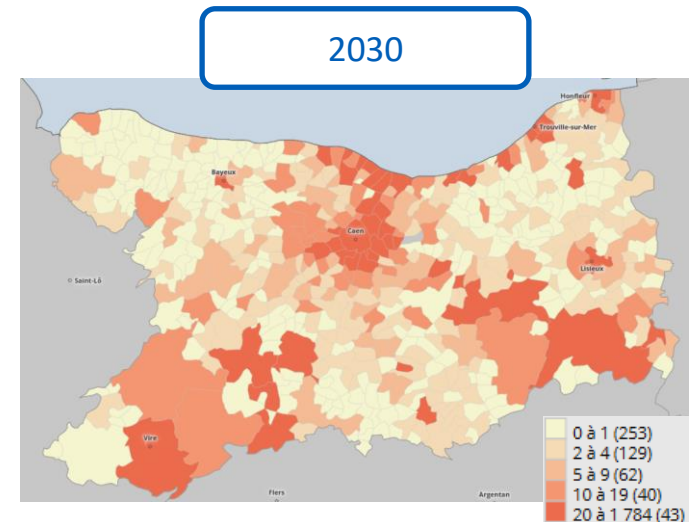 2030
Honfleur
Trouville-sur-Mer
Bayeux
Caen
Saint-Lô
Lisieux
Vire
Flers
Argentan
0 à 1 (253)
2 à 4 (129)
5 à 9 (62)
10 à 19 (40)
20 à 1 784 (43)